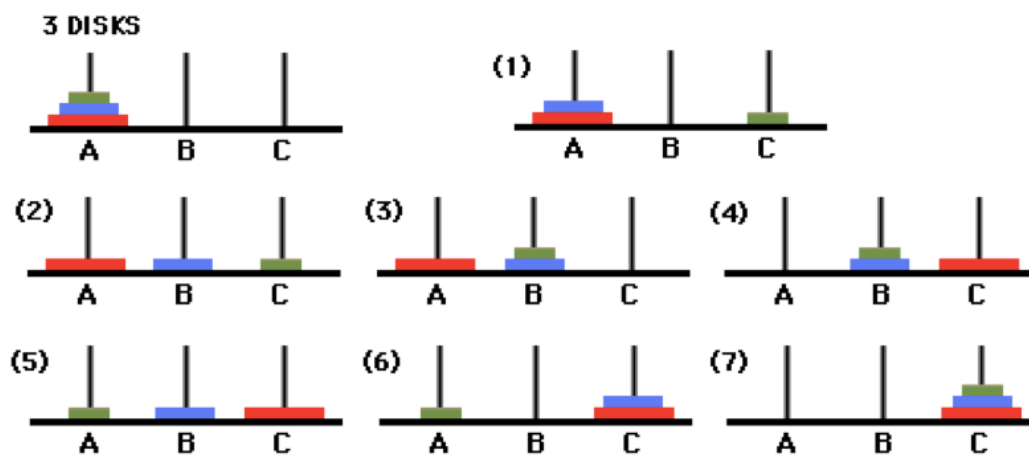 3 DISKS
A B C
(1)
A B C
(2)
A B C
(3)
A B C
(4)
A B C
(5)
A B C
(6)
A B C
(7)
A B C